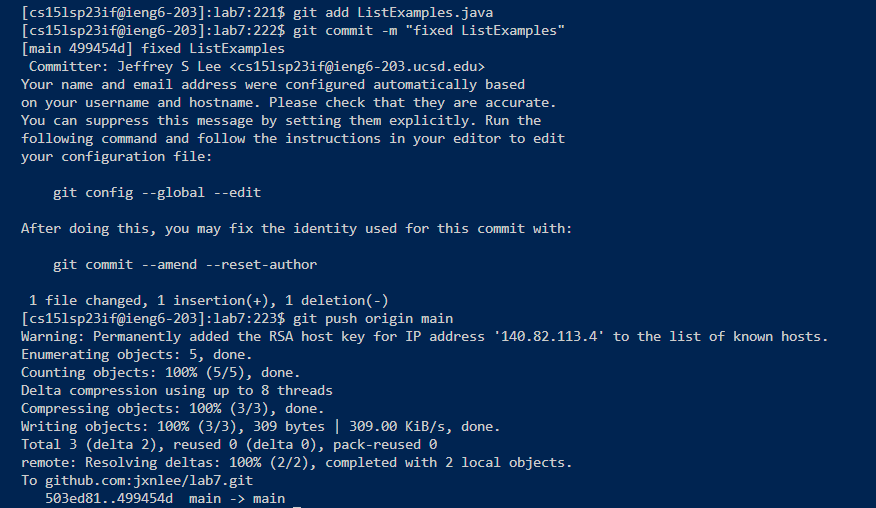 [cs15lsp23if@ieng6-203]:lab7:221$ git add ListExamples.java
[cs15lsp23if@ieng6-203]:lab7:222$ git commit -m "fixed ListExamples"
[main 499454d] fixed ListExamples
 Committer: Jeffrey S Lee <cs15lsp23if@ieng6-203.ucsd.edu>
Your name and email address were configured automatically based
on your username and hostname. Please check that they are accurate.
You can suppress this message by setting them explicitly. Run the
following command and follow the instructions in your editor to edit
your configuration file:

    git config --global --edit

After doing this, you may fix the identity used for this commit with:

    git commit --amend --reset-author

 1 file changed, 1 insertion(+), 1 deletion(-)
[cs15lsp23if@ieng6-203]:lab7:223$ git push origin main
Warning: Permanently added the RSA host key for IP address '140.82.113.4' to the list of known hosts.
Enumerating objects: 5, done.
Counting objects: 100% (5/5), done.
Delta compression using up to 8 threads
Compressing objects: 100% (3/3), done.
Writing objects: 100% (3/3), 309 bytes | 309.00 KiB/s, done.
Total 3 (delta 2), reused 0 (delta 0), pack-reused 0
remote: Resolving deltas: 100% (2/2), completed with 2 local objects.
To github.com:jxnlee/lab7.git
   503ed81..499454d  main -> main